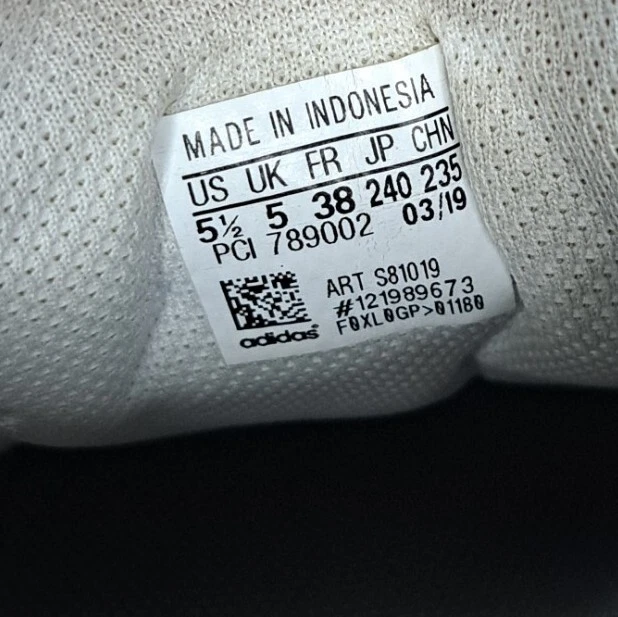 MADE IN INDONESIA
US UK FR JP CHN
5½ 5 38 240 235
PCI 789002 03/19
ART S81019
#121989673
F0XL0GP>01180
adidas